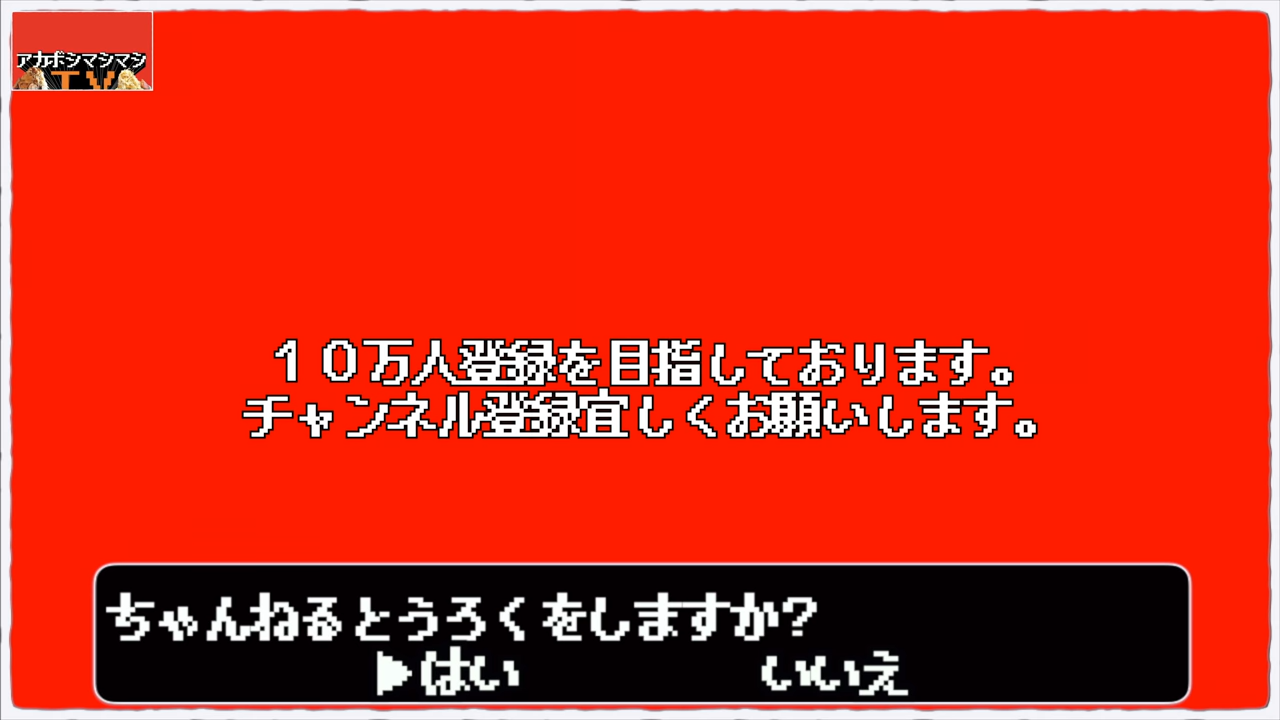 アカボシマシマシ
TV
１０万人登録を目指しております。
チャンネル登録宜しくお願いします。
ちゃんねるとうろくをしますか?
▶はい いいえ